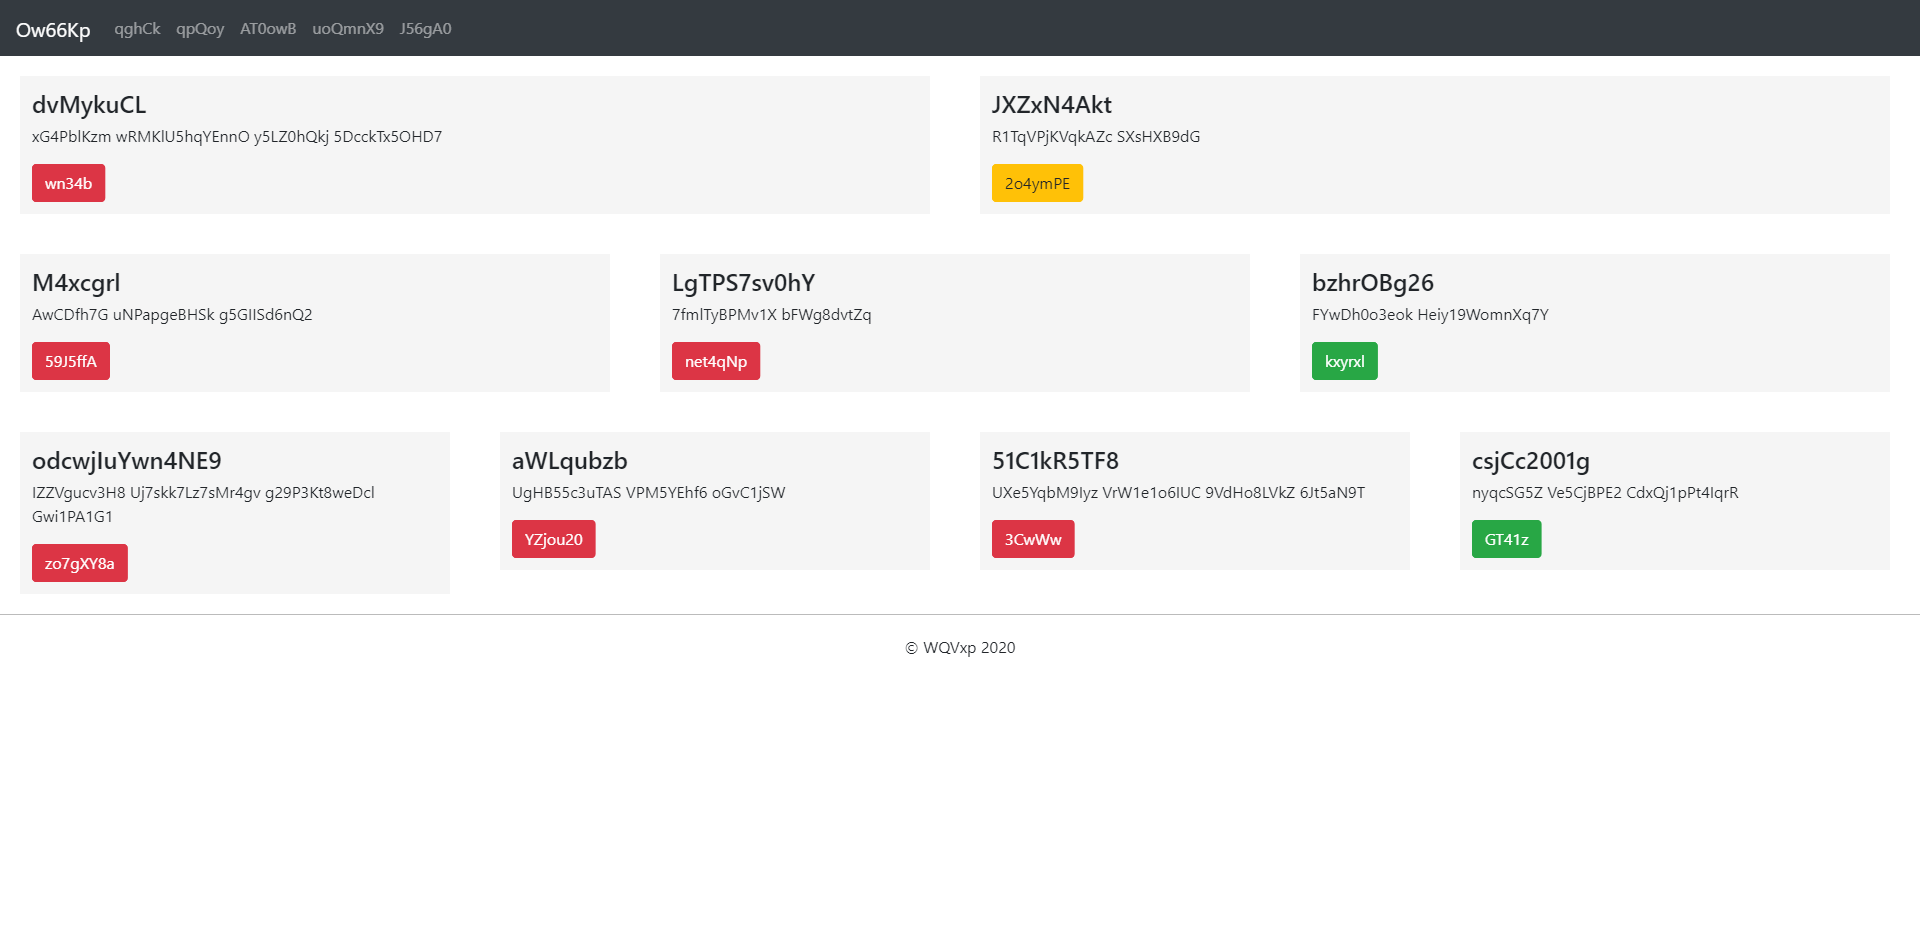 Ow66Kp qghCk qpQoy AT0owB uoQmnX9 J56gA0
dvMykuCL
xG4PblKzm wRMKlU5hqYEnnO y5LZ0hQkj 5DcckTx5OHD7
wn34b
JXZxN4Akt
R1TqVPjKVqkAZc SXsHXB9dG
2o4ymPE
M4xcgrl
AwCDfh7G uNPapgeBHSk g5GIISd6nQ2
59J5ffA
LgTPS7sv0hY
7fmlTyBPMv1X bFWg8dvtZq
net4qNp
bzhrOBg26
FYwDh0o3eok Heiy19WomnXq7Y
kxyrxl
odcwjIuYwn4NE9
IZZVgucv3H8 Uj7skk7Lz7sMr4gv g29P3Kt8weDcl
Gwi1PA1G1
zo7gXY8a
aWLqubzb
UgHB55c3uTAS VPM5YEhf6 oGvC1jSW
YZjou20
51C1kR5TF8
UXe5YqbM9Iyz VrW1e1o6IUC 9VdHo8LVkZ 6Jt5aN9T
3CwWw
csjCc2001g
nyqcSG5Z Ve5CjBPE2 CdxQj1pPt4IqrR
GT41z
© WQVxp 2020